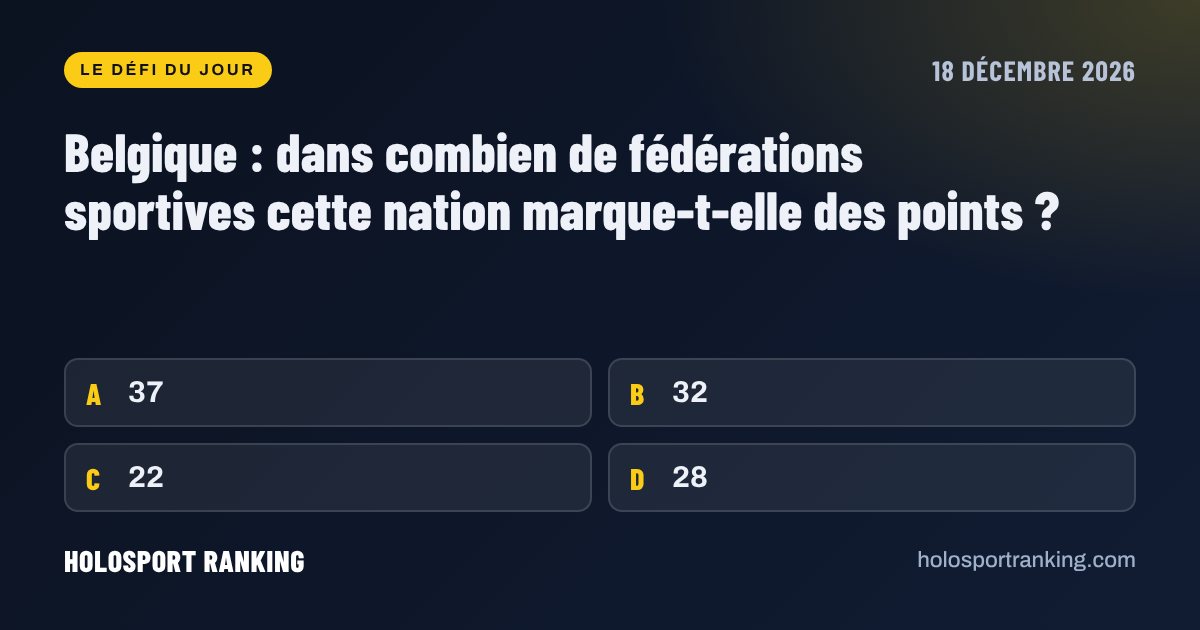 LE DÉFI DU JOUR
18 DÉCEMBRE 2026
Belgique : dans combien de fédérations
sportives cette nation marque-t-elle des points ?
A 37
B 32
C 22
D 28
HOLOSPORT RANKING
holosportranking.com